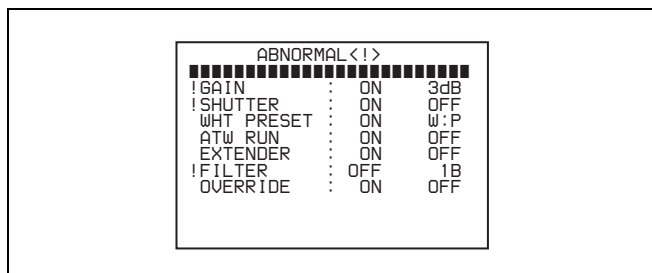 ABNORMAL<!>
!GAIN : ON 3dB
!SHUTTER : ON OFF
WHT PRESET : ON W:P
ATW RUN : ON OFF
EXTENDER : ON OFF
!FILTER : OFF 1B
OVERRIDE : ON OFF